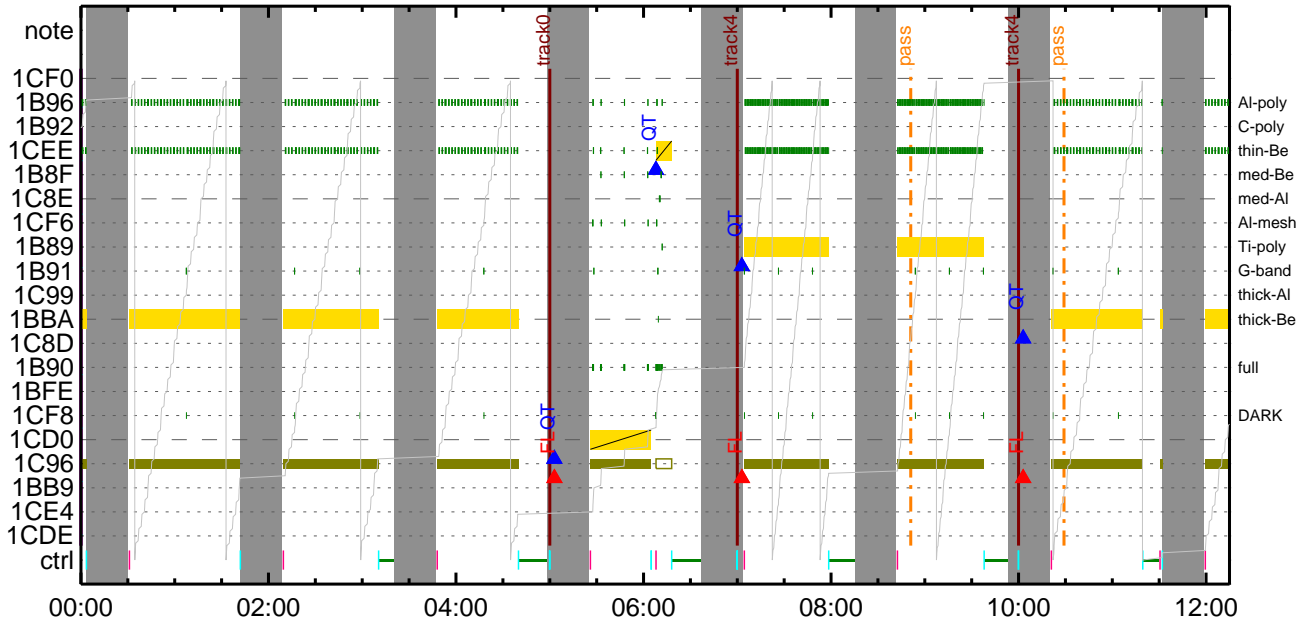 note
track0
track4
pass
track4
pass
1CF0
1B96
Al-poly
1B92
C-poly
QT
1CEE
thin-Be
1B8F
med-Be
1C8E
med-Al
1CF6
Al-mesh
QT
1B89
Ti-poly
1B91
G-band
1C99
thick-Al
QT
1BBA
thick-Be
1C8D
1B90
full
1BFE
1CF8
DARK
QT
1CD0
FL
FL
FL
1C96
1BB9
1CE4
1CDE
ctrl
00:00
02:00
04:00
06:00
08:00
10:00
12:00